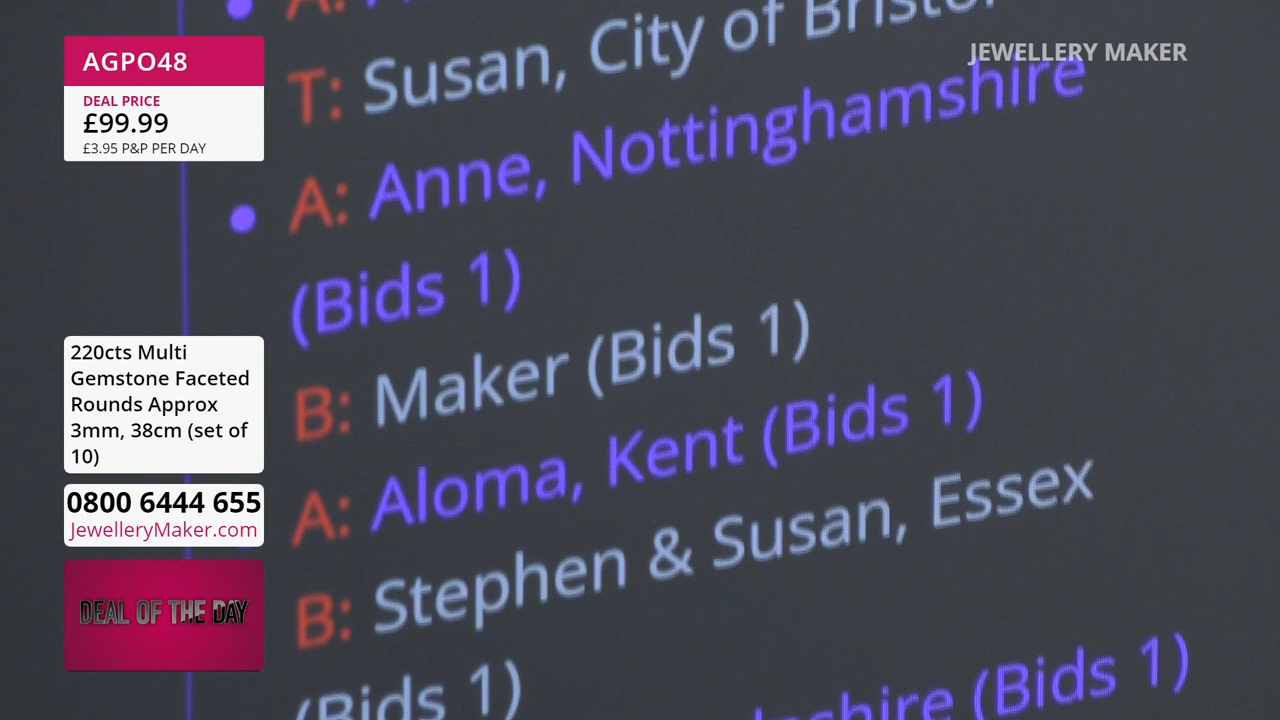 AGPO48
DEAL PRICE
£99.99
£3.95 P&P PER DAY
220cts Multi
Gemstone Faceted
Rounds Approx
3mm, 38cm (set of
10)
0800 6444 655
JewelleryMaker.com
DEAL OF THE DAY
JEWELLERY MAKER
A:
T: Susan, City of Bristol
A: Anne, Nottinghamshire
(Bids 1)
B: Maker (Bids 1)
A: Aloma, Kent (Bids 1)
B: Stephen & Susan, Essex
(Bids 1)
(Bids 1)